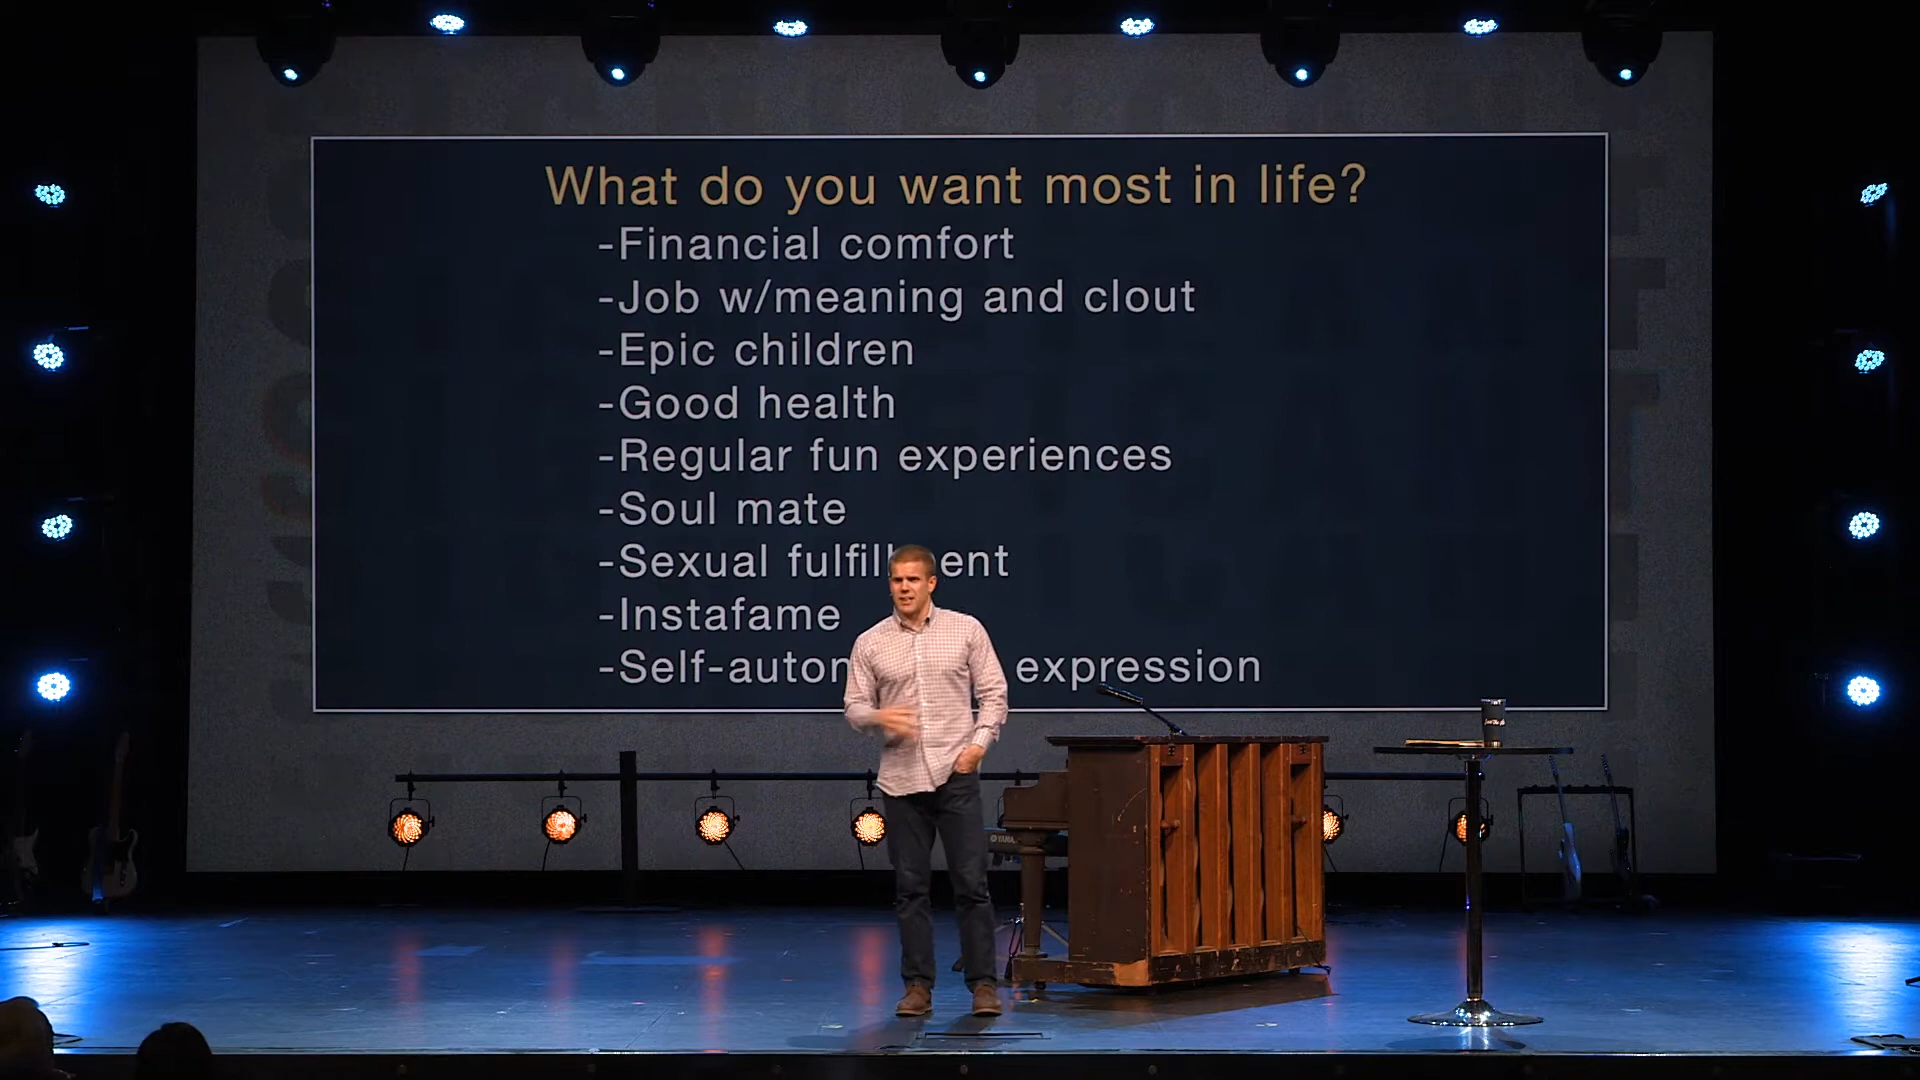 What do you want most in life?
-Financial comfort
-Job w/meaning and clout
-Epic children
-Good health
-Regular fun experiences
-Soul mate
-Sexual ent
-Instafame
expression